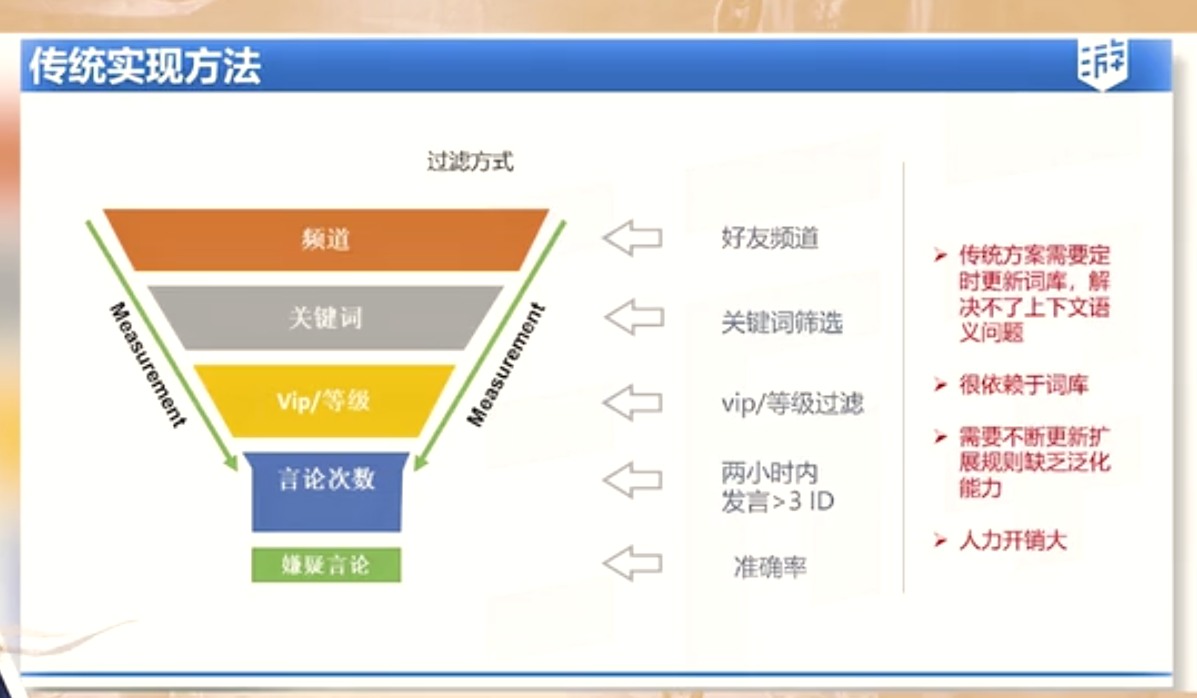 传统实现方法
游
过滤方式
频道
关键词
Vip/等级
言论次数
嫌疑言论
Measurement
Measurement
好友频道
关键词筛选
vip/等级过滤
两小时内
发言>3 ID
准确率
传统方案需要定
时更新词库，解
决不了上下文语
义问题
很依赖于词库
需要不断更新扩
展规则缺乏泛化
能力
人力开销大